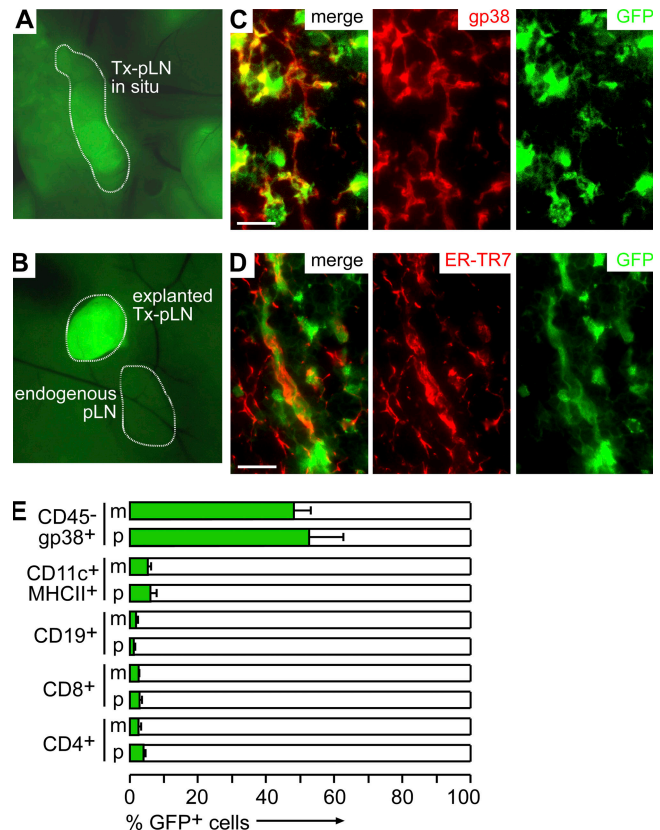 A
Tx-pLN
in situ
B
explanted
Tx-pLN
endogenous
pLN
C
merge
gp38
GFP
D
merge
ER-TR7
GFP
E
CD45-
gp38+
m
p
CD11c+
MHCII+
m
p
CD19+
m
p
CD8+
m
p
CD4+
m
p
0 20 40 60 80 100
% GFP+ cells